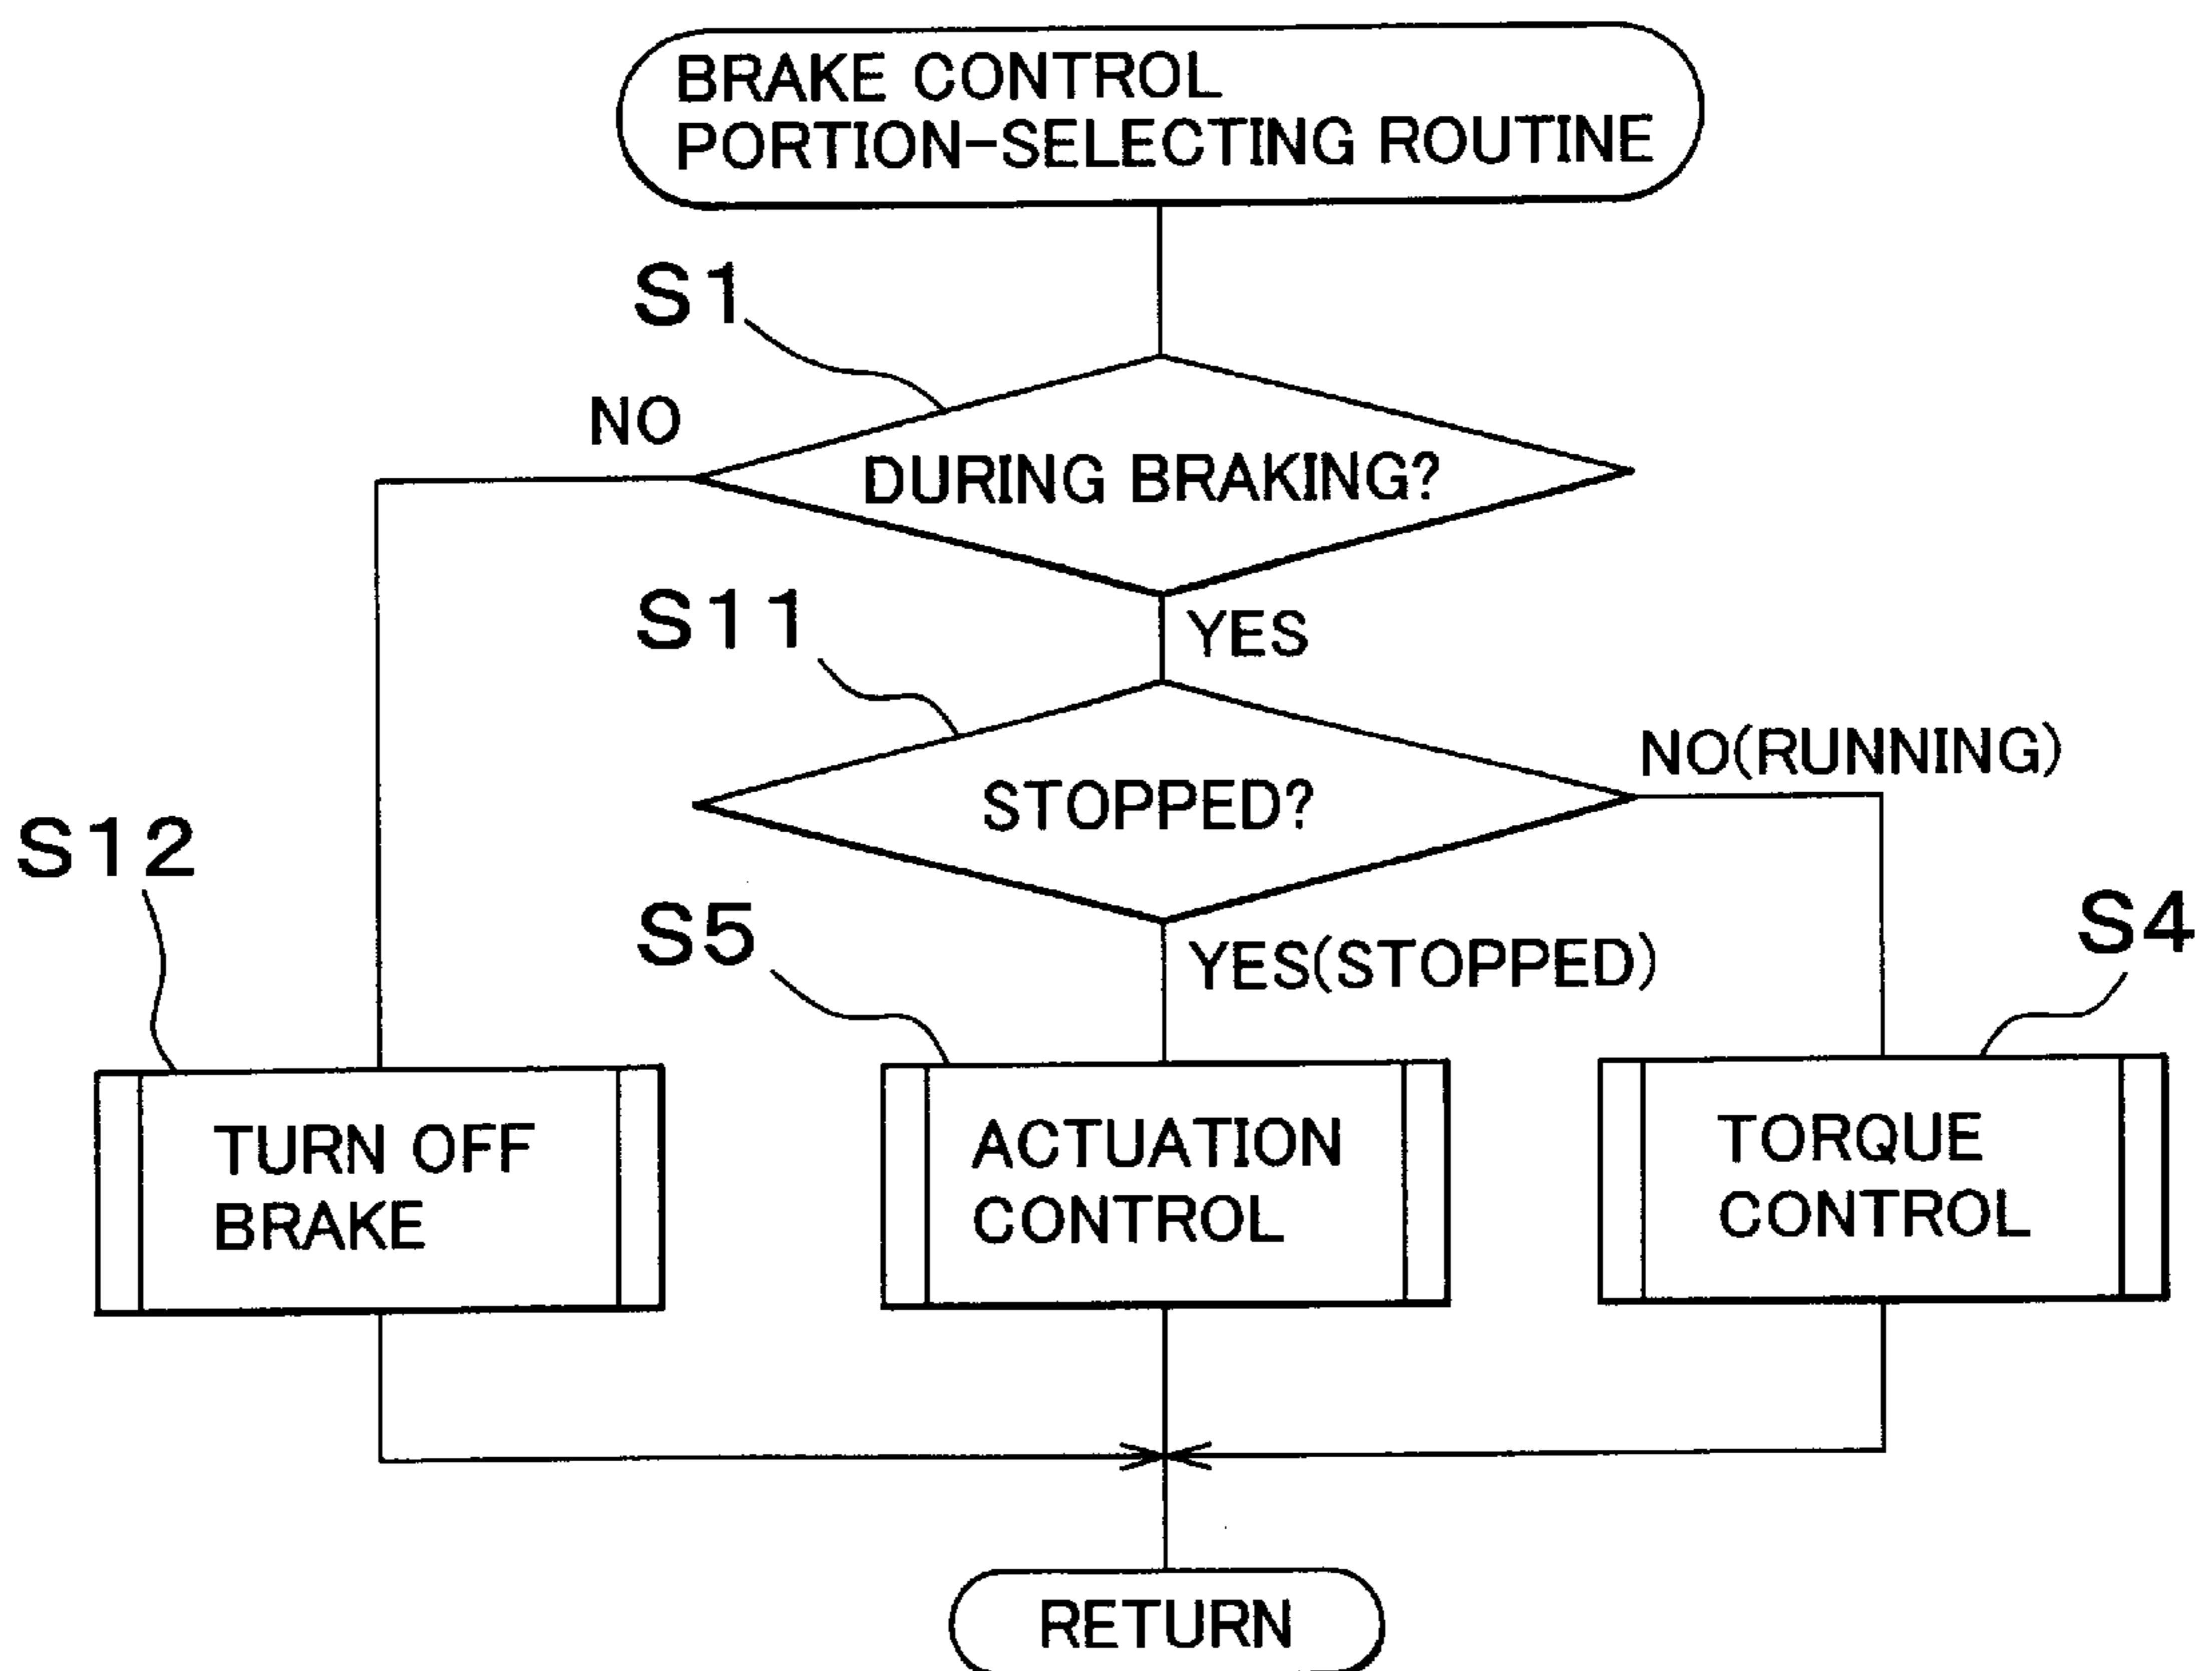 BRAKE CONTROL
PORTION-SELECTING ROUTINE
S1
NO
DURING BRAKING?
S11
YES
NO(RUNNING)
STOPPED?
S12
S5
YES(STOPPED)
S4
TURN OFF
BRAKE
ACTUATION
CONTROL
TORQUE
CONTROL
RETURN